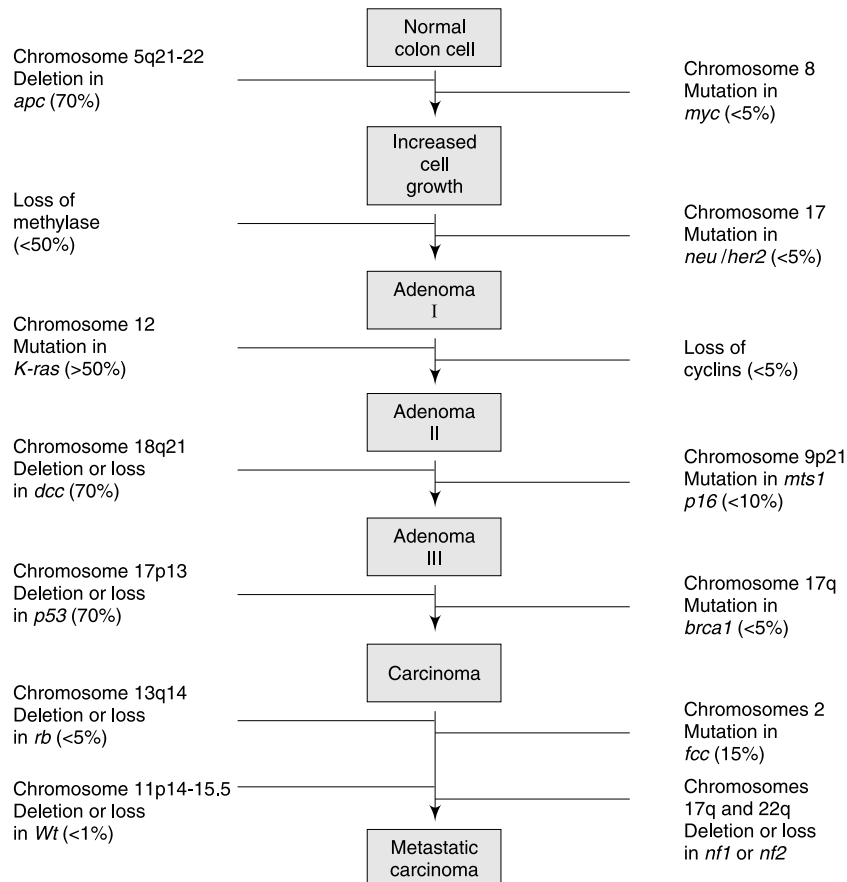 Normal
colon cell
Chromosome 5q21-22
Deletion in
apc (70%)
Chromosome 8
Mutation in
myc (<5%)
Increased
cell
growth
Loss of
methylase
(<50%)
Chromosome 17
Mutation in
neu /her2 (<5%)
Adenoma
I
Chromosome 12
Mutation in
K-ras (>50%)
Loss of
cyclins (<5%)
Adenoma
II
Chromosome 18q21
Deletion or loss
in dcc (70%)
Chromosome 9p21
Mutation in mts1
p16 (<10%)
Adenoma
III
Chromosome 17p13
Deletion or loss
in p53 (70%)
Chromosome 17q
Mutation in
brca1 (<5%)
Carcinoma
Chromosome 13q14
Deletion or loss
in rb (<5%)
Chromosomes 2
Mutation in
fcc (15%)
Chromosome 11p14-15.5
Deletion or loss
in Wt (<1%)
Chromosomes
17q and 22q
Deletion or loss
in nf1 or nf2
Metastatic
carcinoma